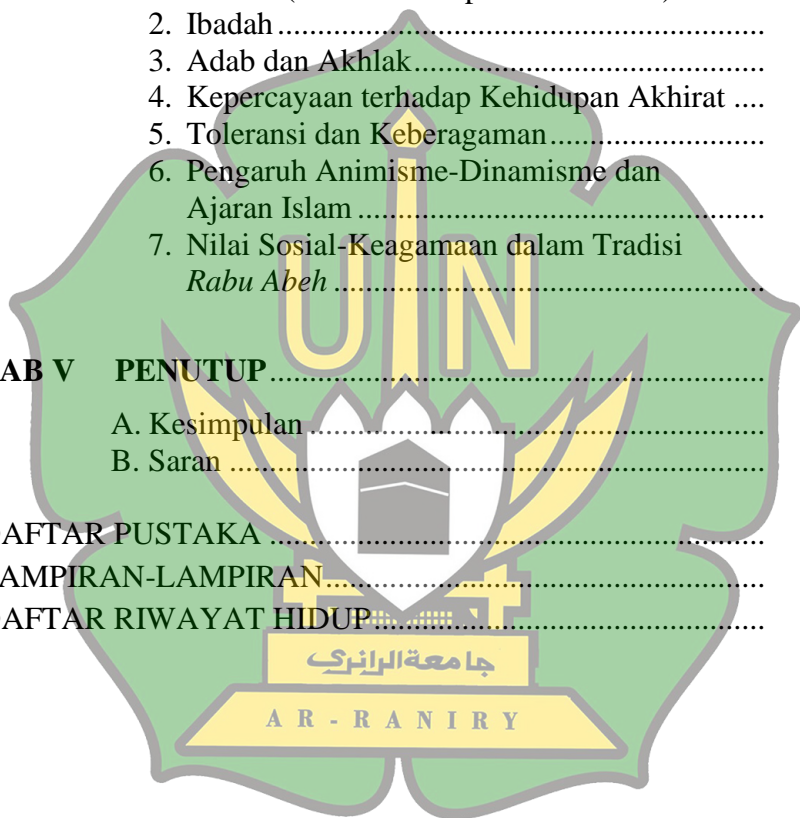 2. Ibadah ....................................................................
3. Adab dan Akhlak................................................
4. Kepercayaan terhadap Kehidupan Akhirat ....
5. Toleransi dan Keberagaman..............................
6. Pengaruh Animisme-Dinamisme dan
Ajaran Islam ........................................................
7. Nilai Sosial-Keagamaan dalam Tradisi
Rabu Abeh ...........................................................
UIN
AB V PENUTUP....................................................................
A. Kesimpulan ...............................................................
B. Saran ..........................................................................
AFTAR PUSTAKA ...................................................................
AMPIRAN-LAMPIRAN............................................................
AFTAR RIWAYAT HIDUP.....................................................
جامعة الرانري
AR-RANIRY